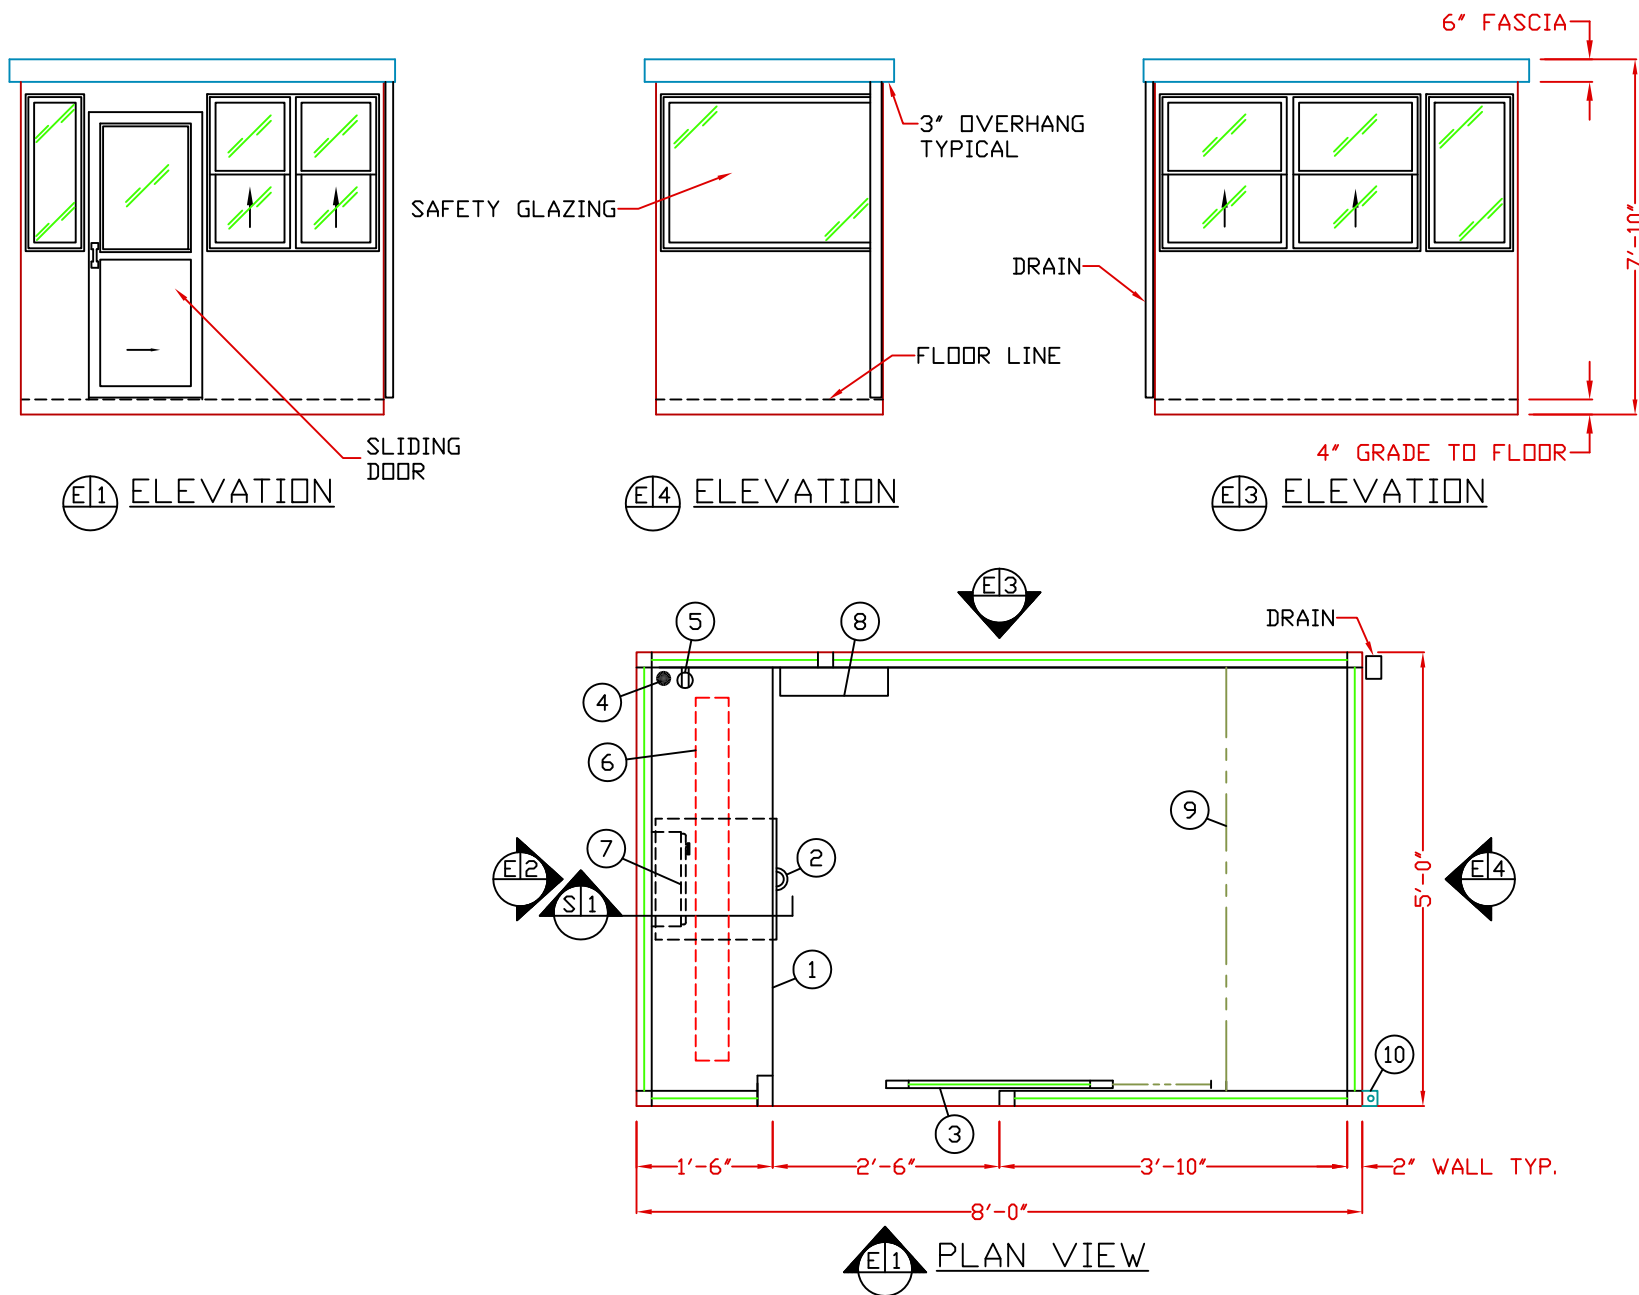 6" FASCIA
3" OVERHANG
TYPICAL
SAFETY GLAZING
DRAIN
7'-10"
FLOOR LINE
SLIDING
DOOR
4" GRADE TO FLOOR
E 1 ELEVATION
E 4 ELEVATION
E 3 ELEVATION
E 3
5
8
DRAIN
4
6
9
7
2
E 2
S 1
5'-0"
E 4
1
10
3
1'-6"
2'-6"
3'-10"
2" WALL TYP.
8'-0"
E 1 PLAN VIEW